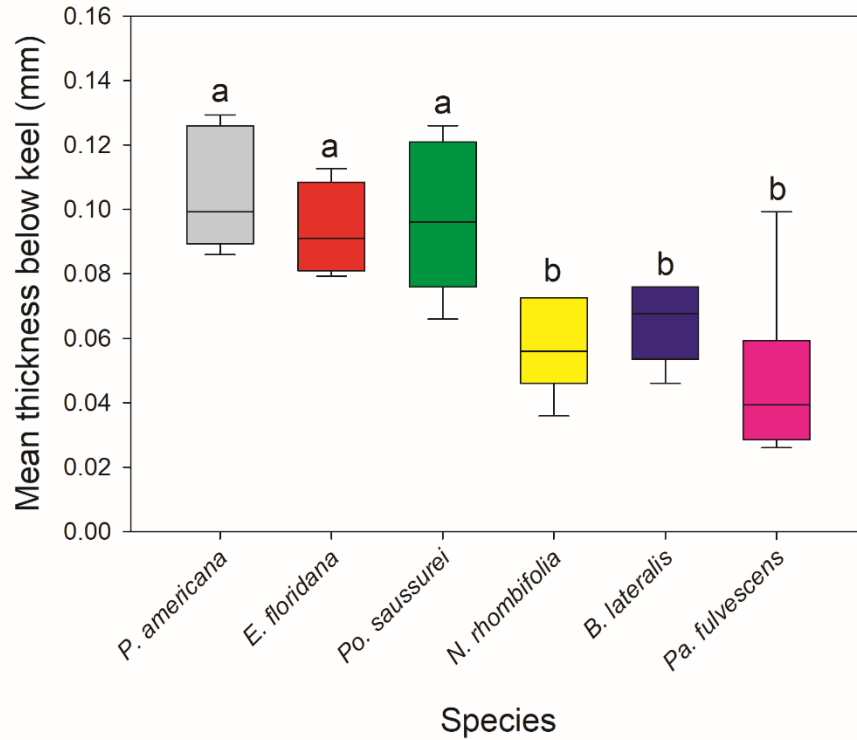 Mean thickness below keel (mm)
0.16
0.14
0.12
0.10
0.08
0.06
0.04
0.02
0.00
a
a
a
b
b
b
P. americana
E. floridana
Po. saussurei
N. rhombifolia
B. lateralis
Pa. fulvescens
Species